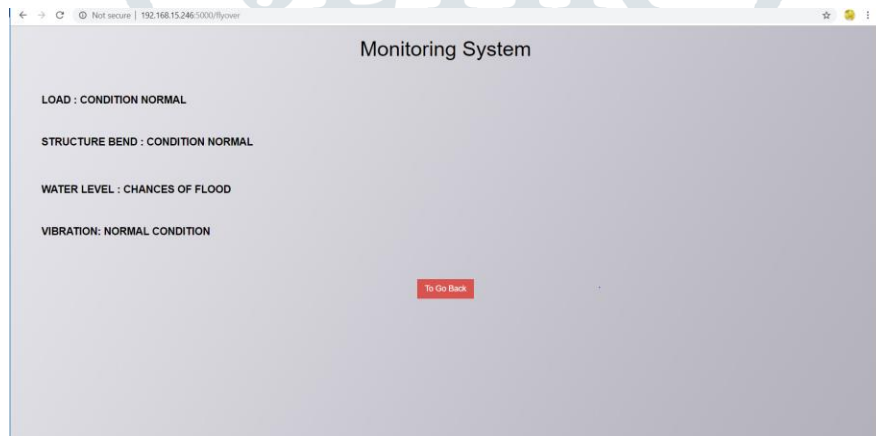 Not secure | 192.168.15.246:5000/flyover
Monitoring System
LOAD : CONDITION NORMAL
STRUCTURE BEND : CONDITION NORMAL
WATER LEVEL : CHANCES OF FLOOD
VIBRATION: NORMAL CONDITION
To Go Back